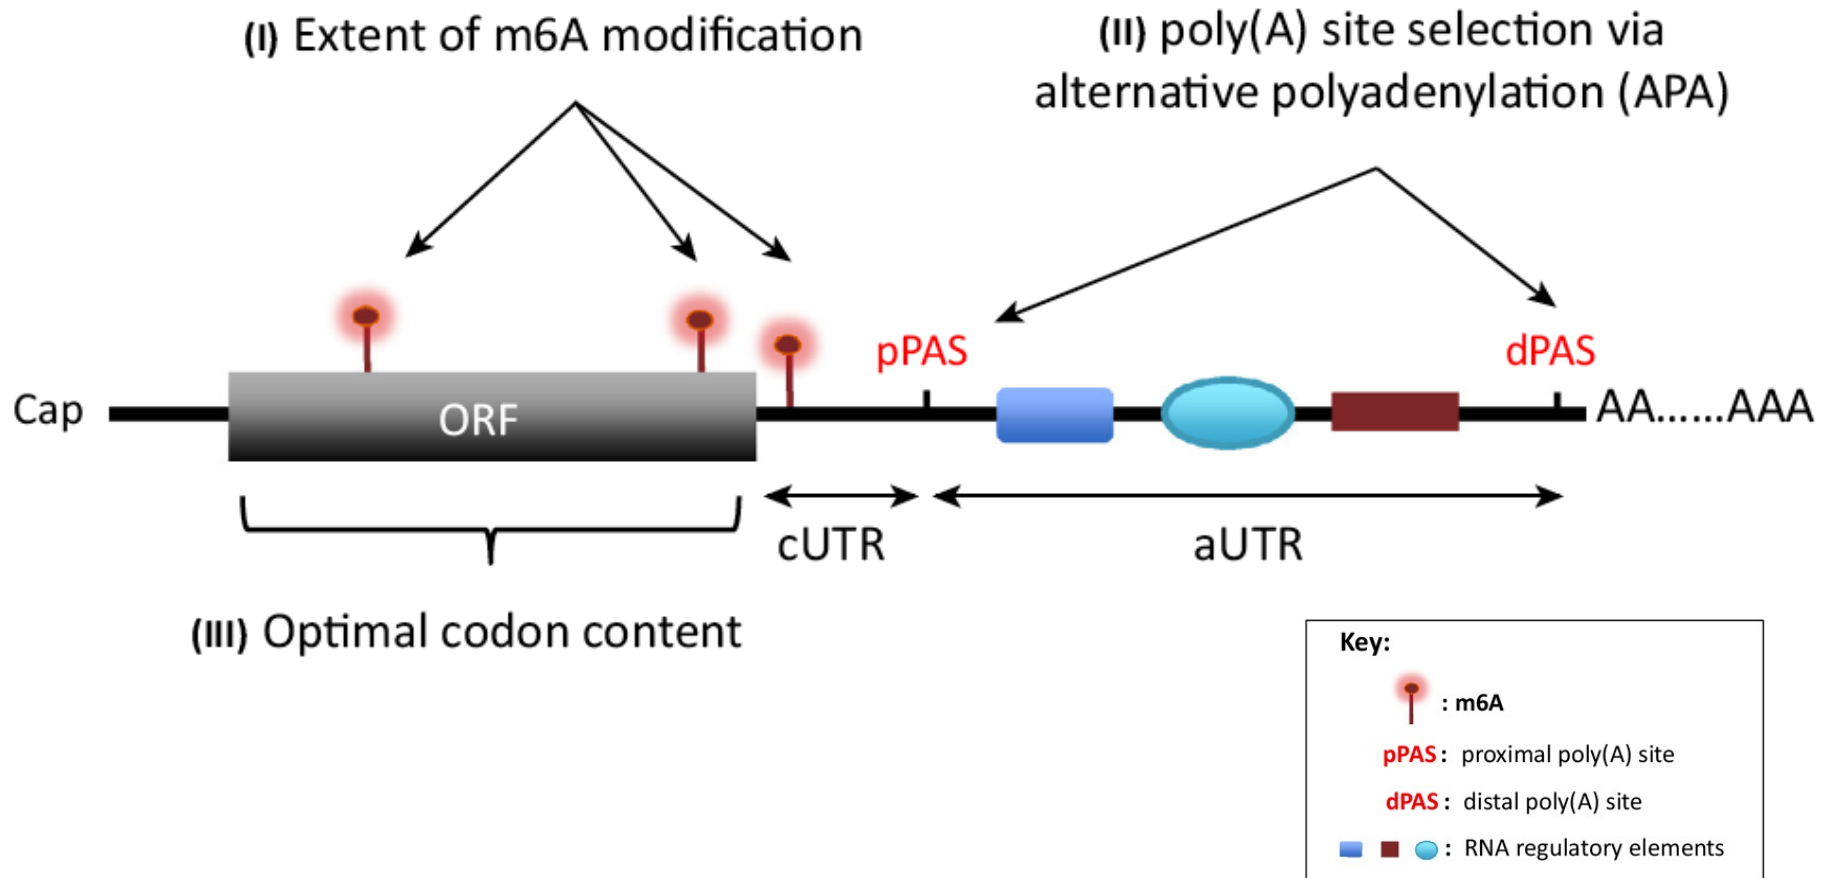 (I) Extent of m6A modification
(II) poly(A) site selection via
alternative polyadenylation (APA)
pPAS
dPAS
Cap
ORF
AA......AAA
cUTR
aUTR
(III) Optimal codon content
Key:
: m6A
pPAS : proximal poly(A) site
dPAS : distal poly(A) site
: RNA regulatory elements